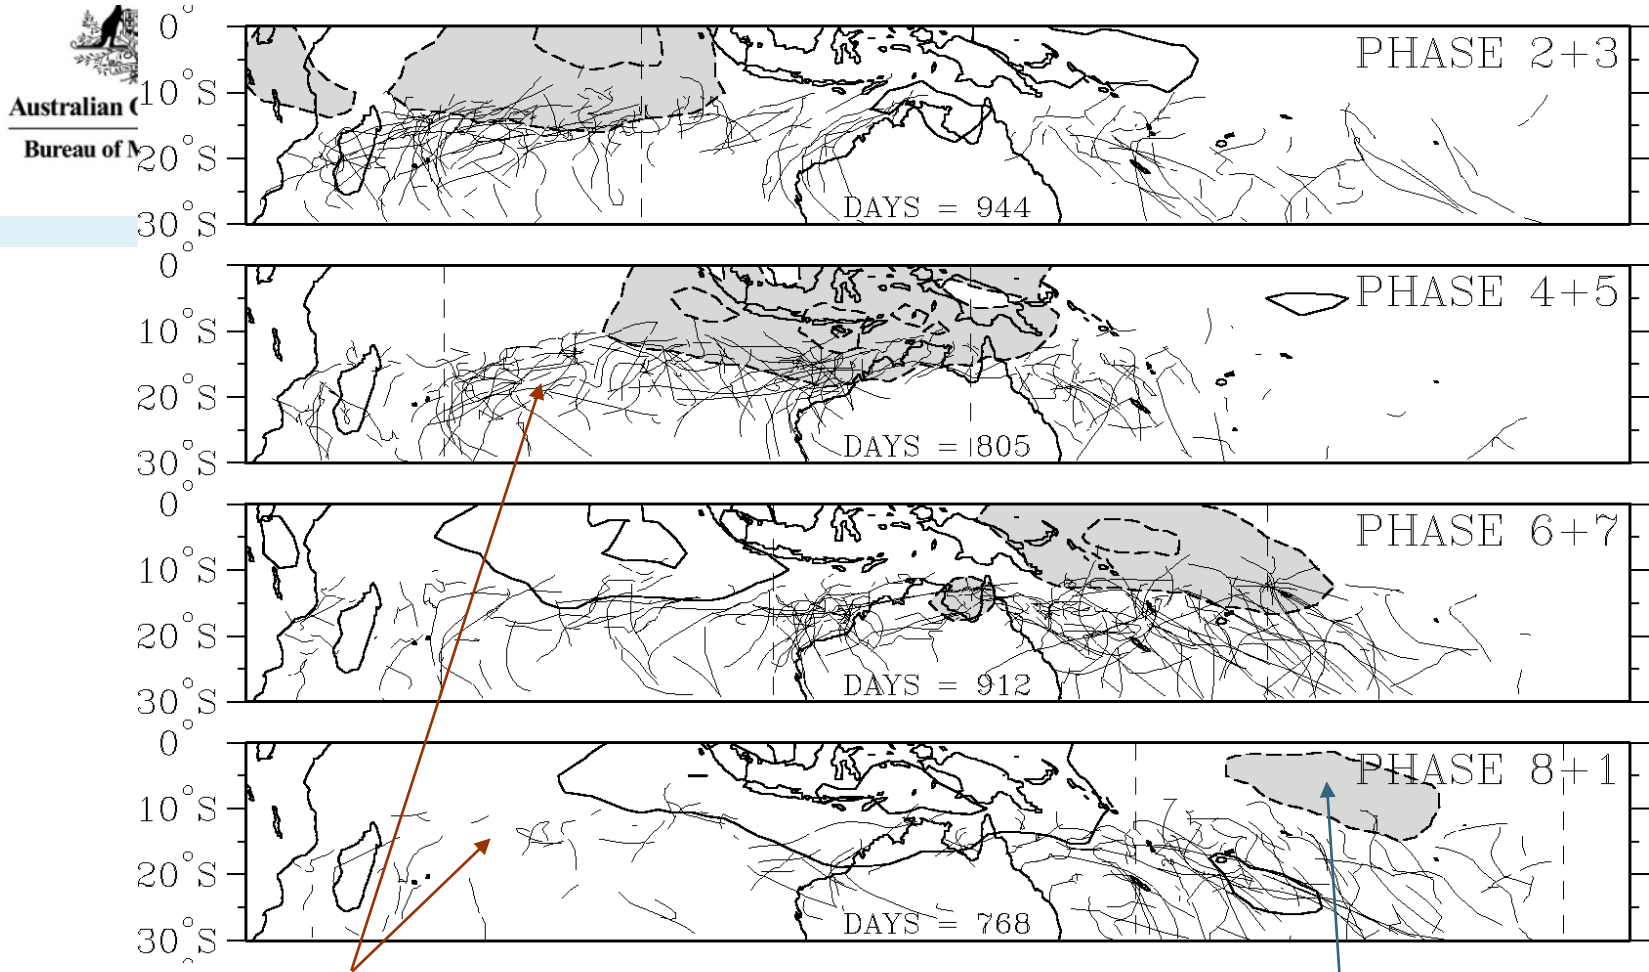 Australian
Bureau of
0°
10°S
20°S
30°S
PHASE 2+3
DAYS = 944
0°
10°S
20°S
30°S
PHASE 4+5
DAYS = 805
0°
10°S
20°S
30°S
PHASE 6+7
DAYS = 912
0°
10°S
20°S
30°S
PHASE 8+1
DAYS = 768